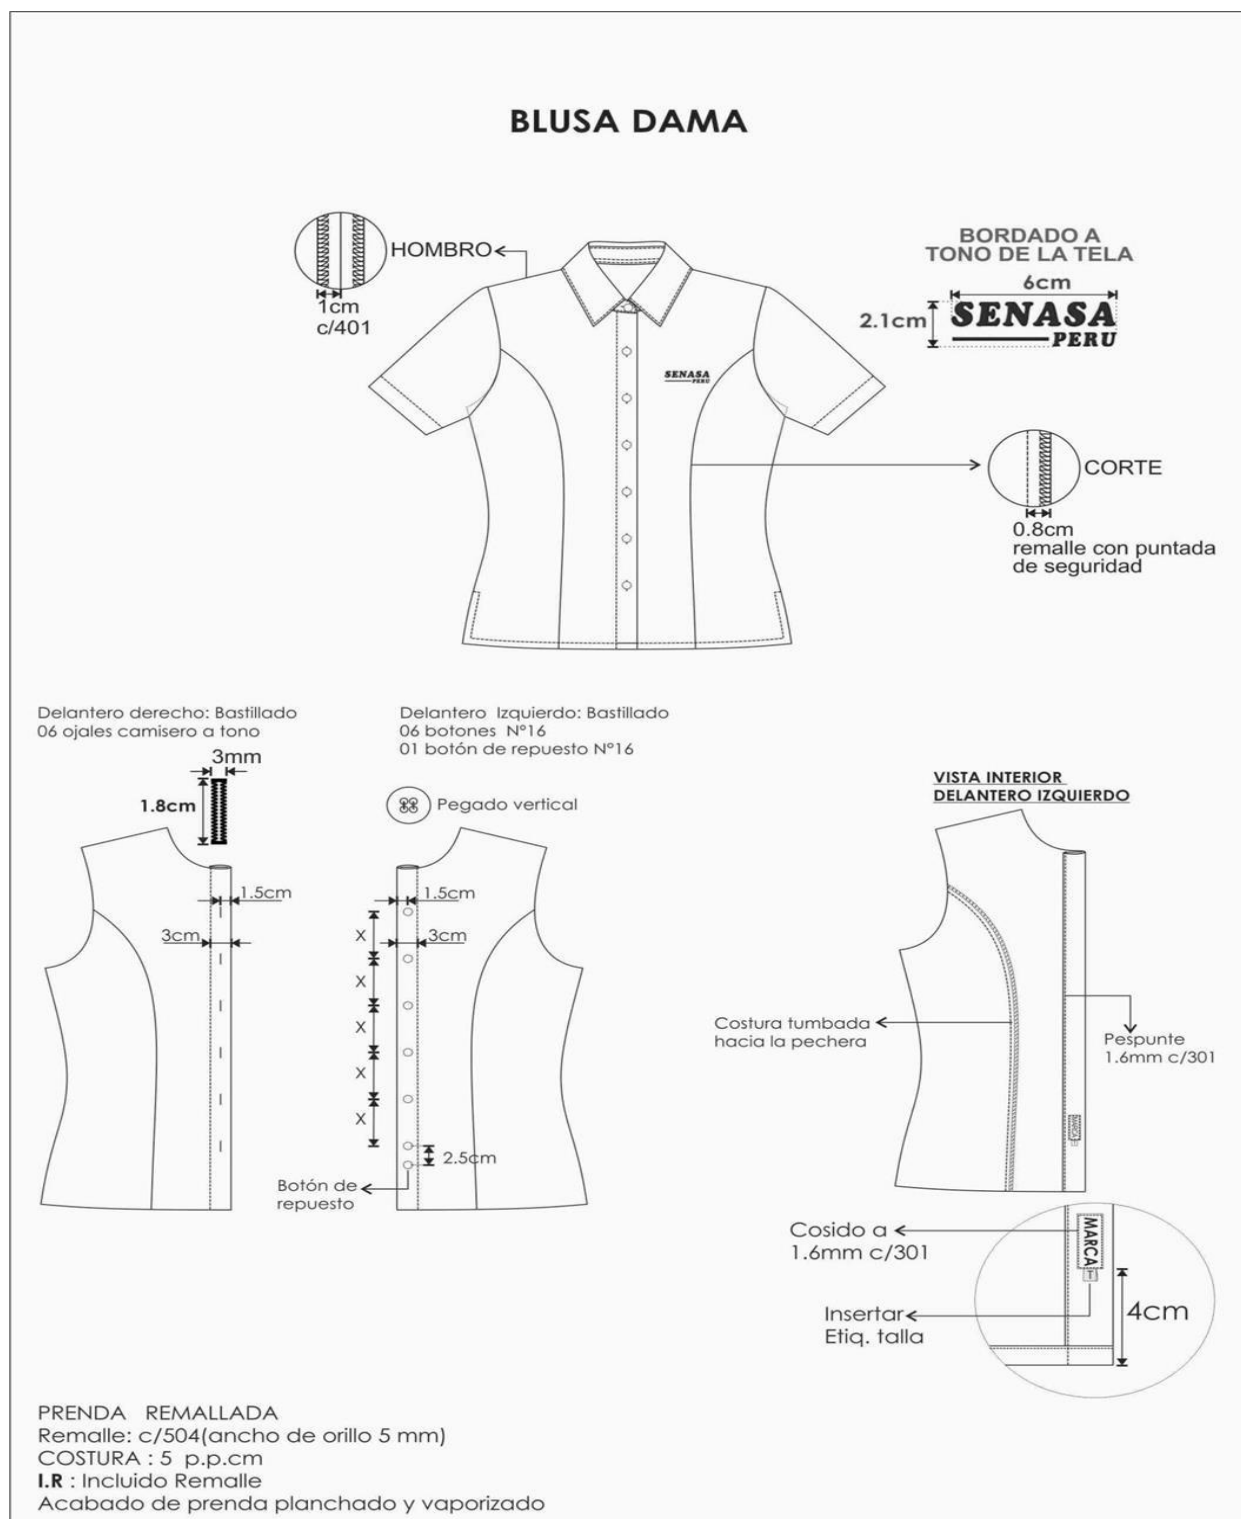 BLUSA DAMA
HOMBRO
1cm
c/401
BORDADO A
TONO DE LA TELA
6cm
2.1cm
SENASA
PERU
SENASA
PERU
CORTE
0.8cm
remalle con puntada
de seguridad
Delantero derecho: Bastillado
06 ojales camisero a tono
3mm
1.8cm
1.5cm
3cm
Delantero Izquierdo: Bastillado
06 botones Nº16
01 botón de repuesto Nº16
Pegado vertical
1.5cm
3cm
X
X
X
X
X
2.5cm
Botón de
repuesto
VISTA INTERIOR
DELANTERO IZQUIERDO
Costura tumbada
hacia la pechera
Pespunte
1.6mm c/301
MARCA
Cosido a
1.6mm c/301
MARCA
T
Insertar
Etiq. talla
4cm
PRENDA REMALLADA
Remalle: c/504(ancho de orillo 5 mm)
COSTURA : 5 p.p.cm
I.R : Incluido Remalle
Acabado de prenda planchado y vaporizado